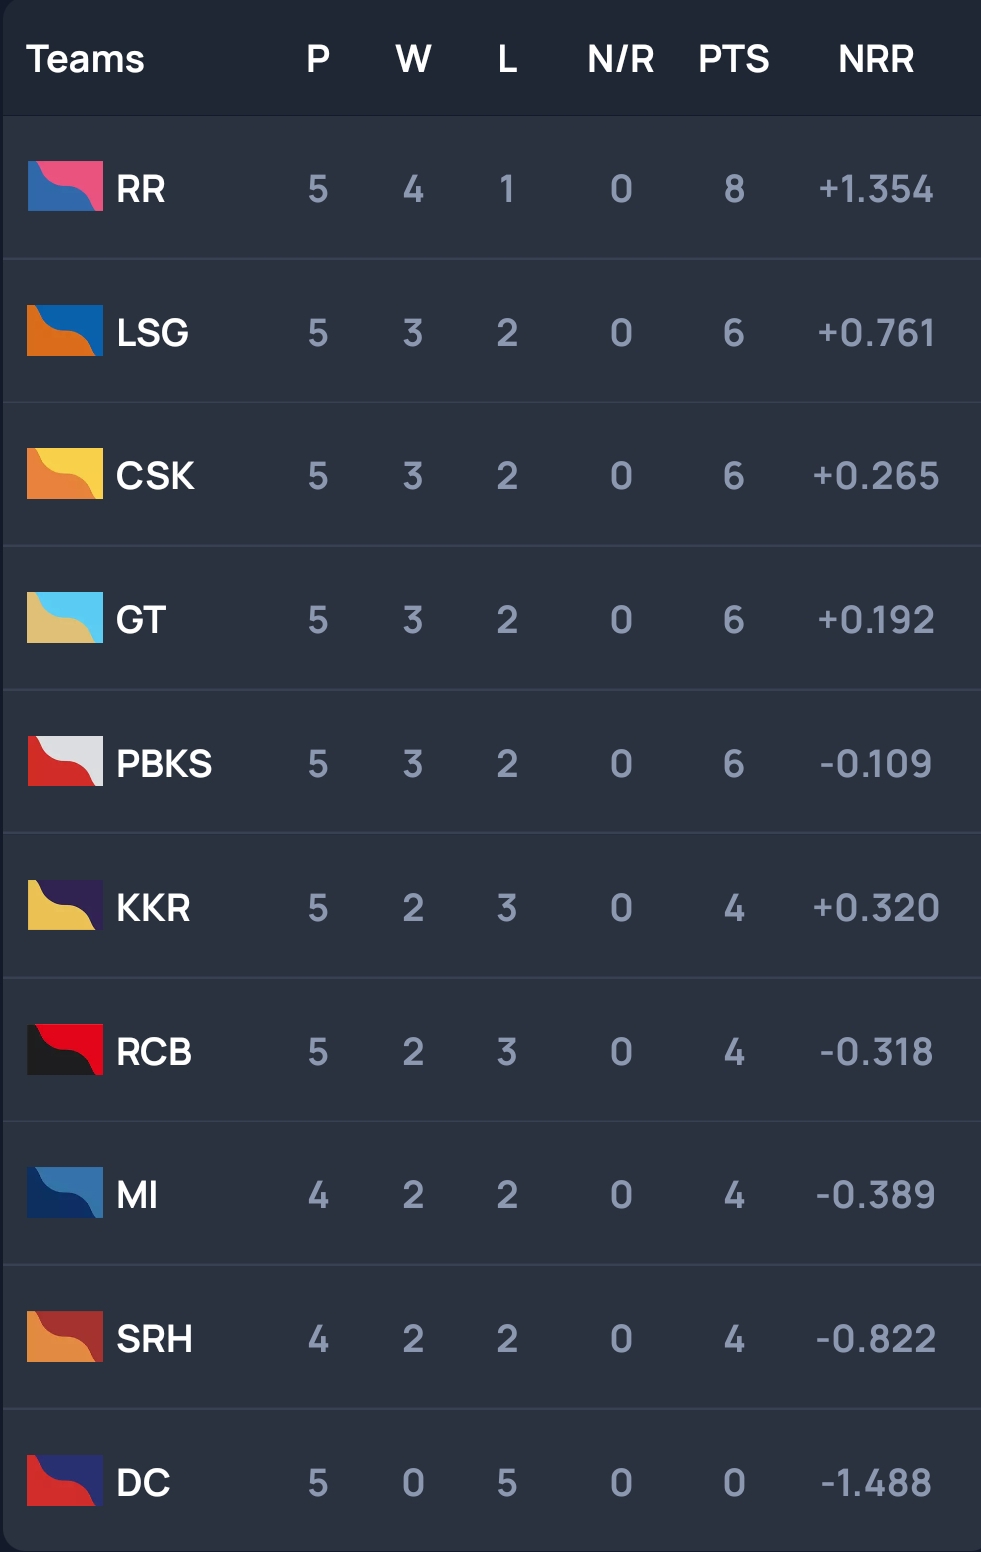 Teams P W L N/R PTS NRR
RR 5 4 1 0 8 +1.354
LSG 5 3 2 0 6 +0.761
CSK 5 3 2 0 6 +0.265
GT 5 3 2 0 6 +0.192
PBKS 5 3 2 0 6 -0.109
KKR 5 2 3 0 4 +0.320
RCB 5 2 3 0 4 -0.318
MI 4 2 2 0 4 -0.389
SRH 4 2 2 0 4 -0.822
DC 5 0 5 0 0 -1.488